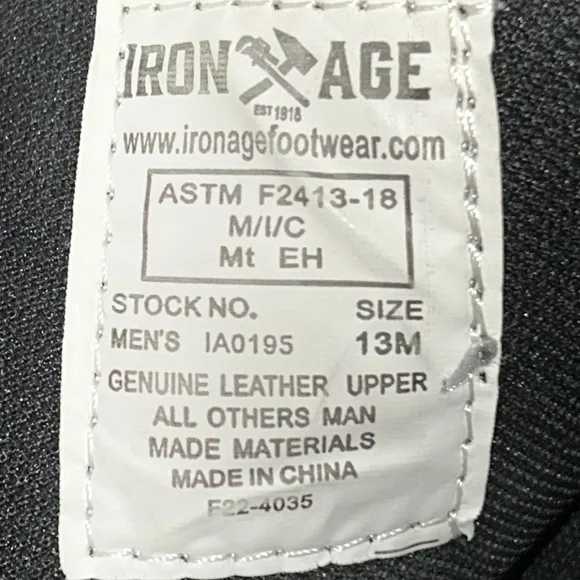 IRON AGE
EST 1918
www.ironagefootwear.com
ASTM F2413-18
M/I/C
Mt EH
STOCK NO. SIZE
MEN'S IA0195 13M
GENUINE LEATHER UPPER
ALL OTHERS MAN
MADE MATERIALS
MADE IN CHINA
F22-4035